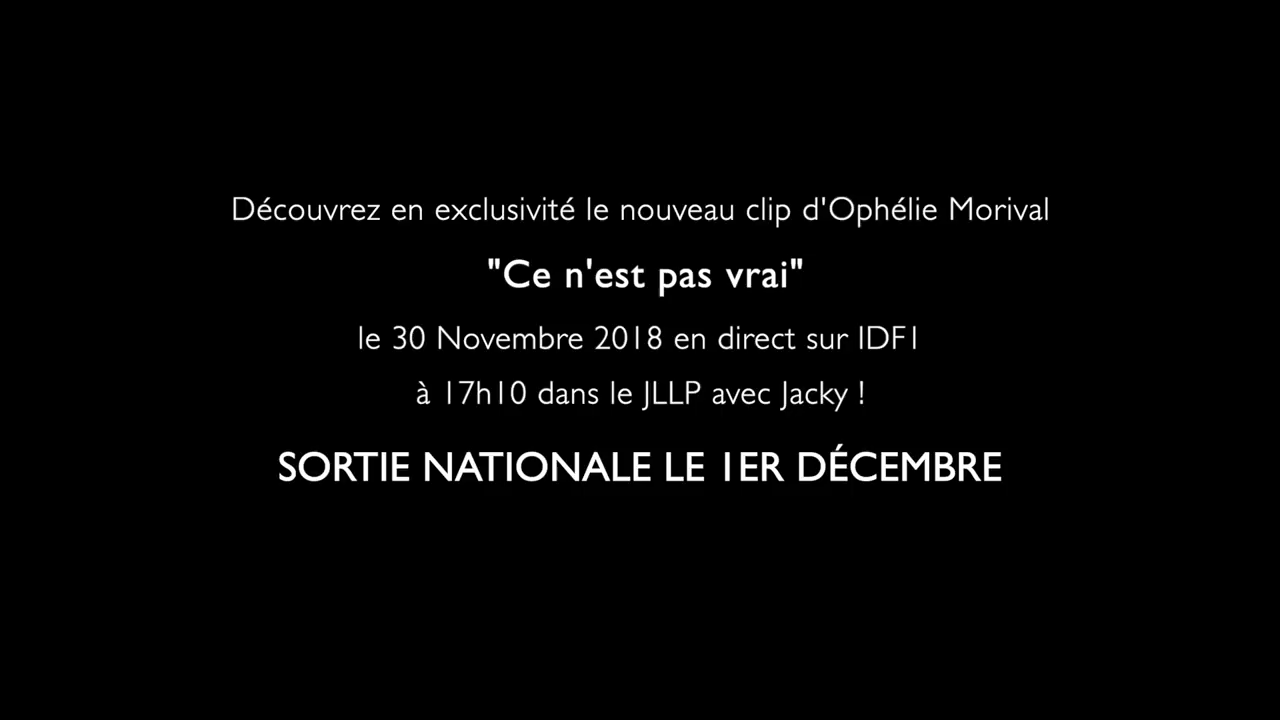 Découvrez en exclusivité le nouveau clip d'Ophélie Morival
"Ce n'est pas vrai"
le 30 Novembre 2018 en direct sur IDF1
à 17h10 dans le JLLP avec Jacky !
SORTIE NATIONALE LE 1ER DÉCEMBRE